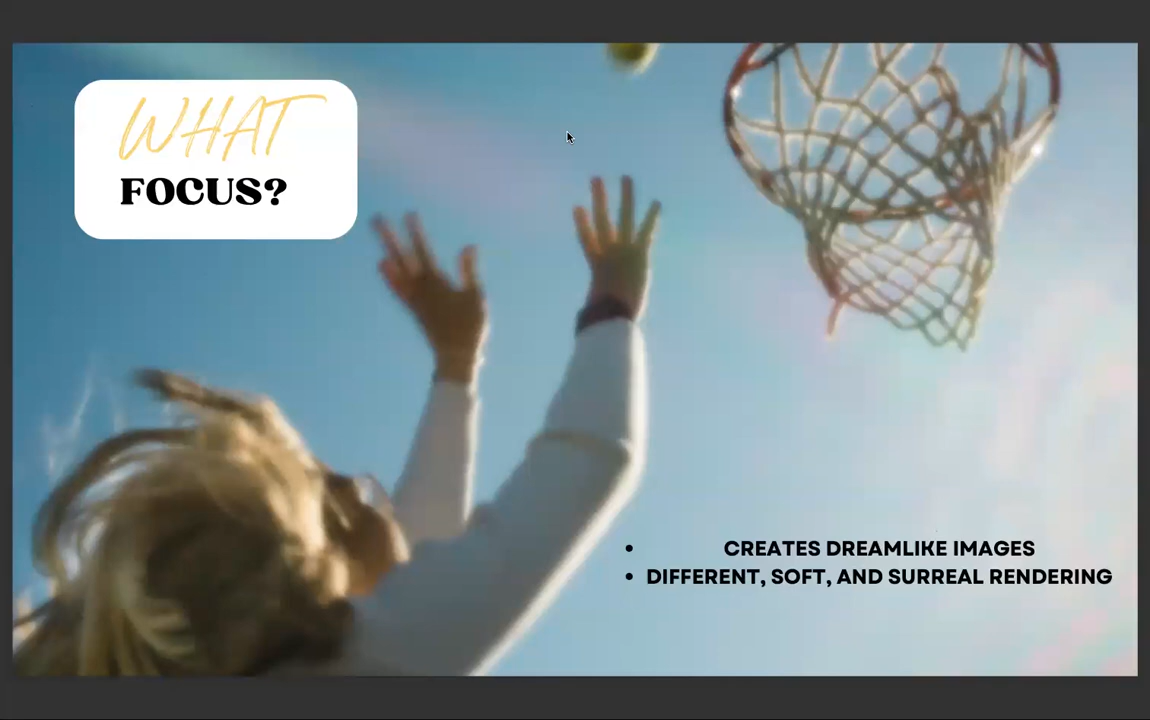 WHAT
FOCUS?
• CREATES DREAMLIKE IMAGES
• DIFFERENT, SOFT, AND SURREAL RENDERING